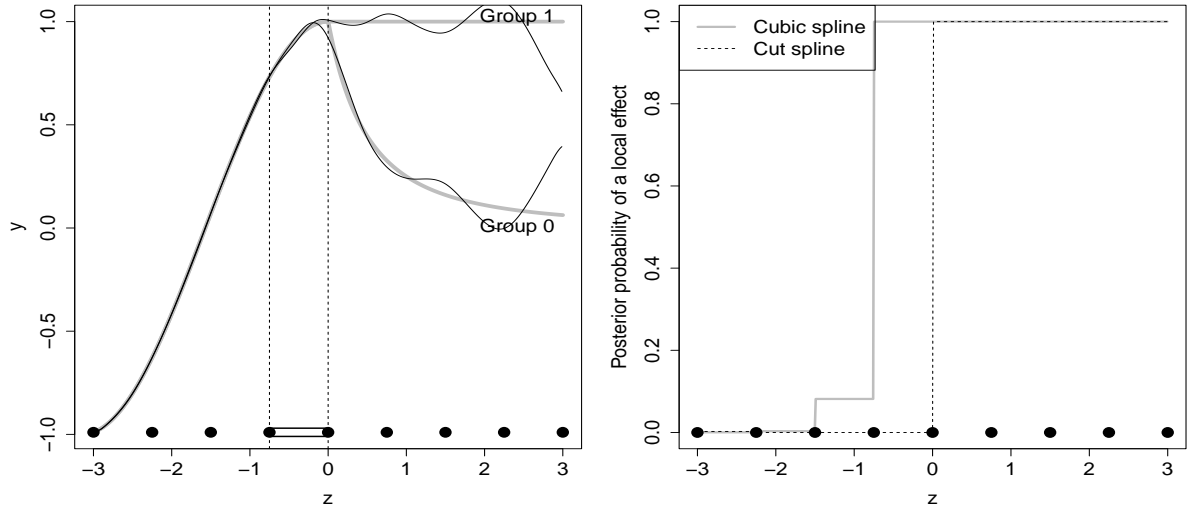 Group 1
Group 0
y
1.0
0.5
0.0
−0.5
−1.0
−3 −2 −1 0 1 2 3
z
Cubic spline
Cut spline
Posterior probability of a local effect
1.0
0.8
0.6
0.4
0.2
0.0
−3 −2 −1 0 1 2 3
z